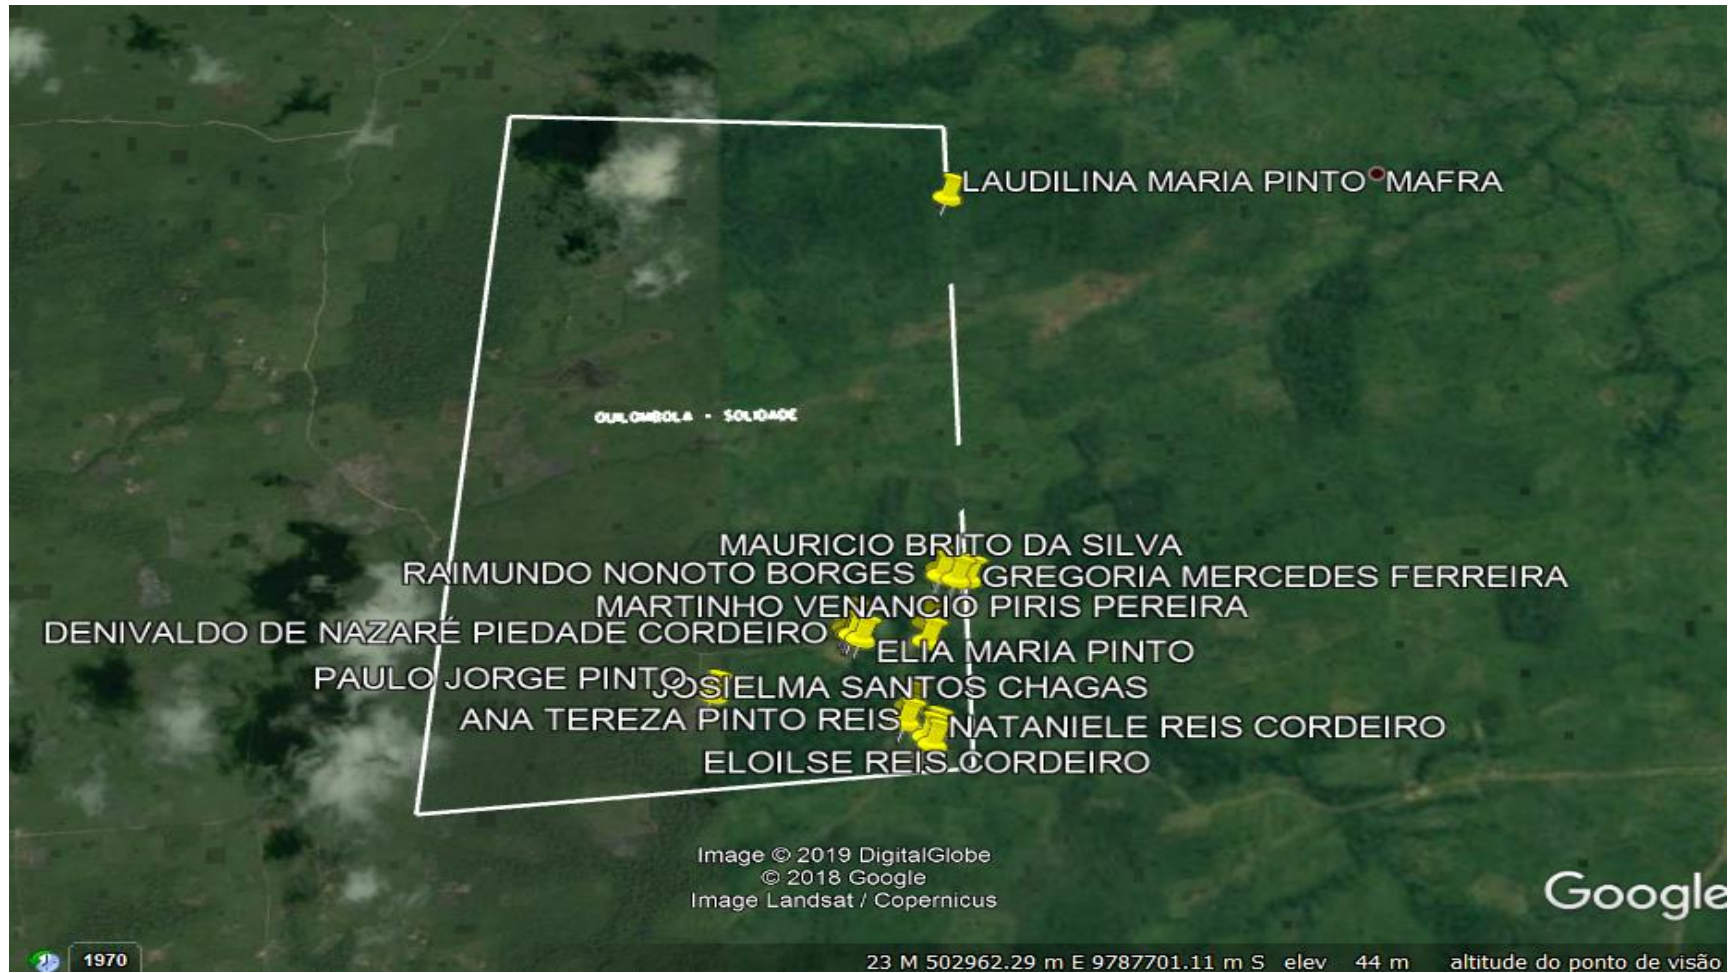 LAUDILINA MARIA PINTO MAFRA
QUILOMBOLA - SOLIDADE
MAURICIO BRITO DA SILVA
RAIMUNDO NONOTO BORGES
GREGORIA MERCEDES FERREIRA
MARTINHO VENANCIO PIRIS PEREIRA
DENIVALDO DE NAZARÉ PIEDADE CORDEIRO
ELIA MARIA PINTO
PAULO JORGE PINTO
JOSIELMA SANTOS CHAGAS
ANA TEREZA PINTO REIS
NATANIELE REIS CORDEIRO
ELOILSE REIS CORDEIRO
Image © 2019 DigitalGlobe
© 2018 Google
Image Landsat / Copernicus
Google
1970
23 M 502962.29 m E 9787701.11 m S elev 44 m altitude do ponto de visão